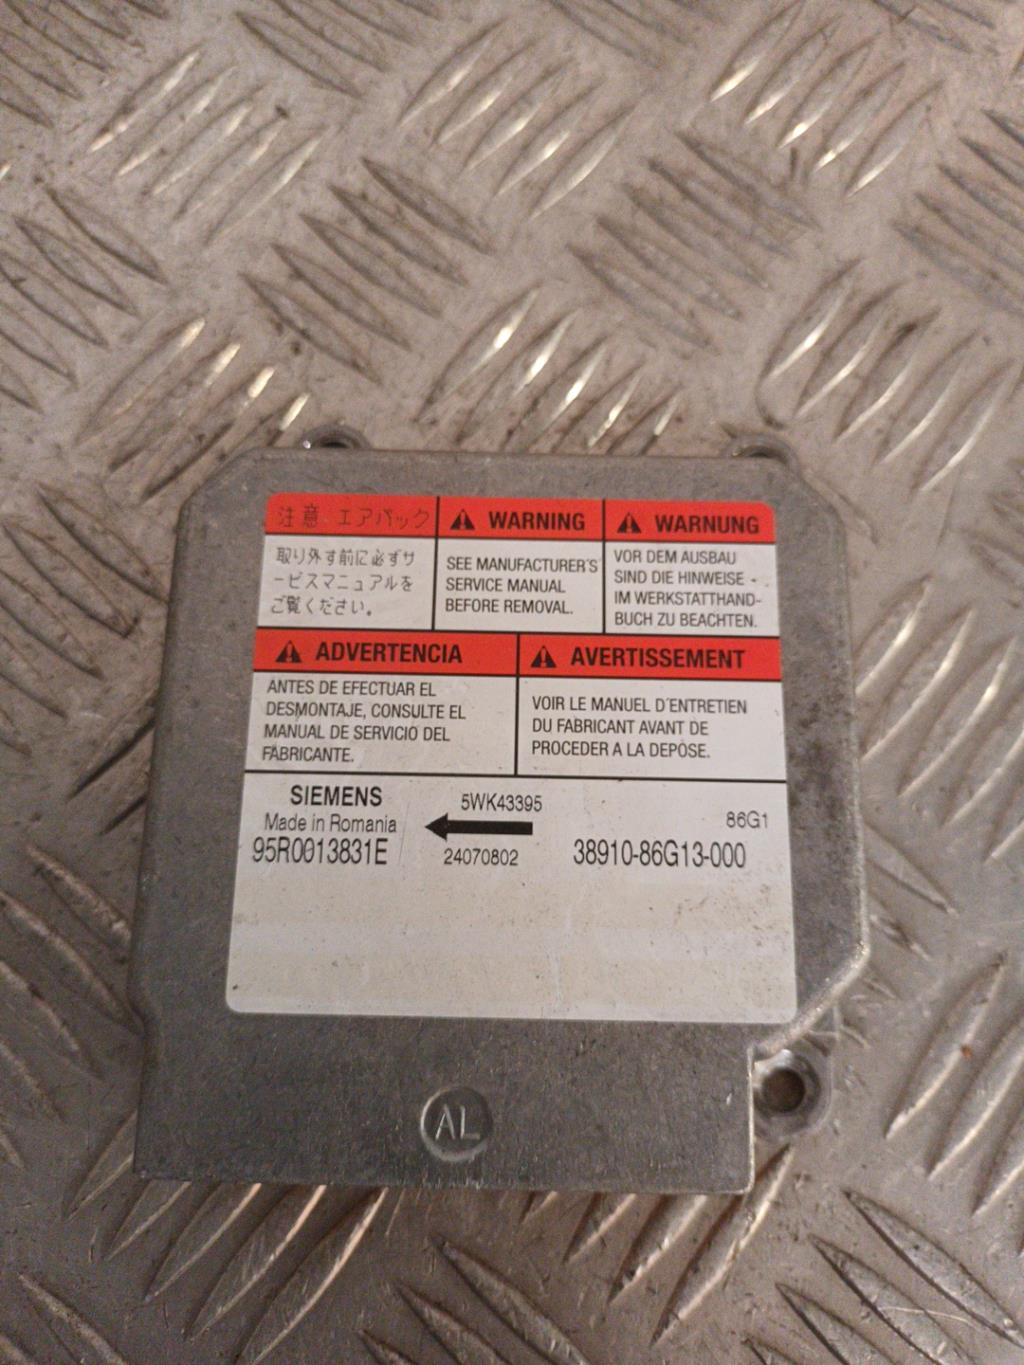 注意 エアバック
取り外す前に必ずサ
ービスマニュアルを
ご覧ください。
WARNING
SEE MANUFACTURER'S
SERVICE MANUAL
BEFORE REMOVAL.
WARNUNG
VOR DEM AUSBAU
SIND DIE HINWEISE -
IM WERKSTATTHAND-
BUCH ZU BEACHTEN.
ADVERTENCIA
ANTES DE EFECTUAR EL
DESMONTAJE, CONSULTE EL
MANUAL DE SERVICIO DEL
FABRICANTE.
AVERTISSEMENT
VOIR LE MANUEL D'ENTRETIEN
DU FABRICANT AVANT DE
PROCEDER A LA DEPOSE.
SIEMENS
Made in Romania
95R0013831E
5WK43395
24070802
86G1
38910-86G13-000
AL